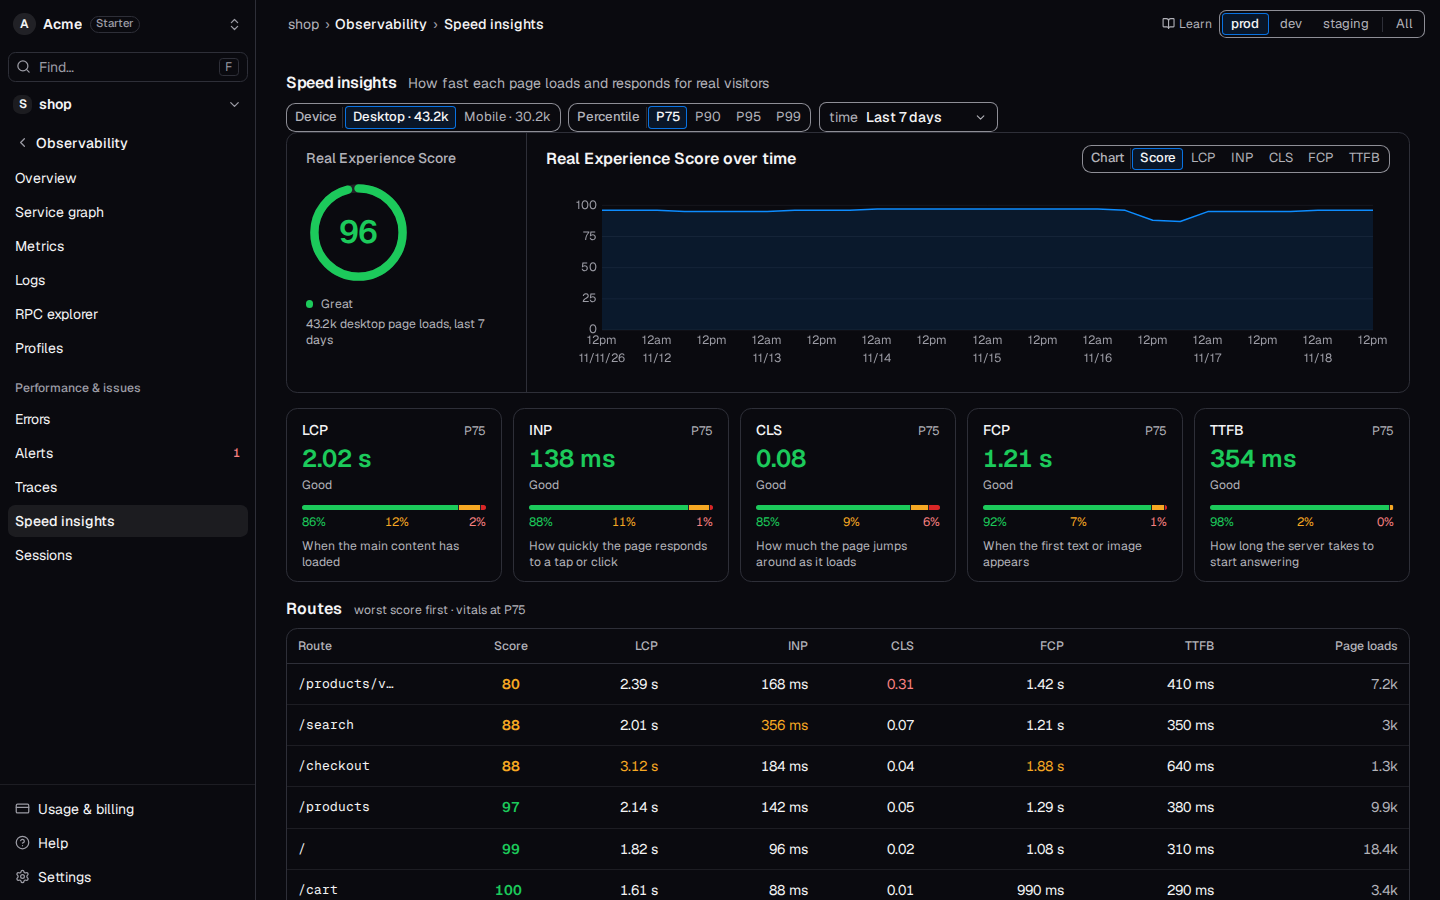 A Acme Starter
Find... F
S shop
Observability
Overview
Service graph
Metrics
Logs
RPC explorer
Profiles
Performance & issues
Errors
Alerts 1
Traces
Speed insights
Sessions
Usage & billing
Help
Settings
shop › Observability › Speed insights
Learn prod dev staging All
Speed insights How fast each page loads and responds for real visitors
Device Desktop · 43.2k Mobile · 30.2k Percentile P75 P90 P95 P99 time Last 7 days
Real Experience Score
96
Great
43.2k desktop page loads, last 7
days
Real Experience Score over time
Chart Score LCP INP CLS FCP TTFB
100
75
50
25
0
12pm 12am 12pm 12am 12pm 12am 12pm 12am 12pm 12am 12pm 12am 12pm 12am 12pm
11/11/26 11/12 11/13 11/14 11/15 11/16 11/17 11/18
LCP P75
2.02 s
Good
86% 12% 2%
When the main content has
loaded
INP P75
138 ms
Good
88% 11% 1%
How quickly the page responds
to a tap or click
CLS P75
0.08
Good
85% 9% 6%
How much the page jumps
around as it loads
FCP P75
1.21 s
Good
92% 7% 1%
When the first text or image
appears
TTFB P75
354 ms
Good
98% 2% 0%
How long the server takes to
start answering
Routes worst score first · vitals at P75
Route Score LCP INP CLS FCP TTFB Page loads
/products/v… 80 2.39 s 168 ms 0.31 1.42 s 410 ms 7.2k
/search 88 2.01 s 356 ms 0.07 1.21 s 350 ms 3k
/checkout 88 3.12 s 184 ms 0.04 1.88 s 640 ms 1.3k
/products 97 2.14 s 142 ms 0.05 1.29 s 380 ms 9.9k
/ 99 1.82 s 96 ms 0.02 1.08 s 310 ms 18.4k
/cart 100 1.61 s 88 ms 0.01 990 ms 290 ms 3.4k